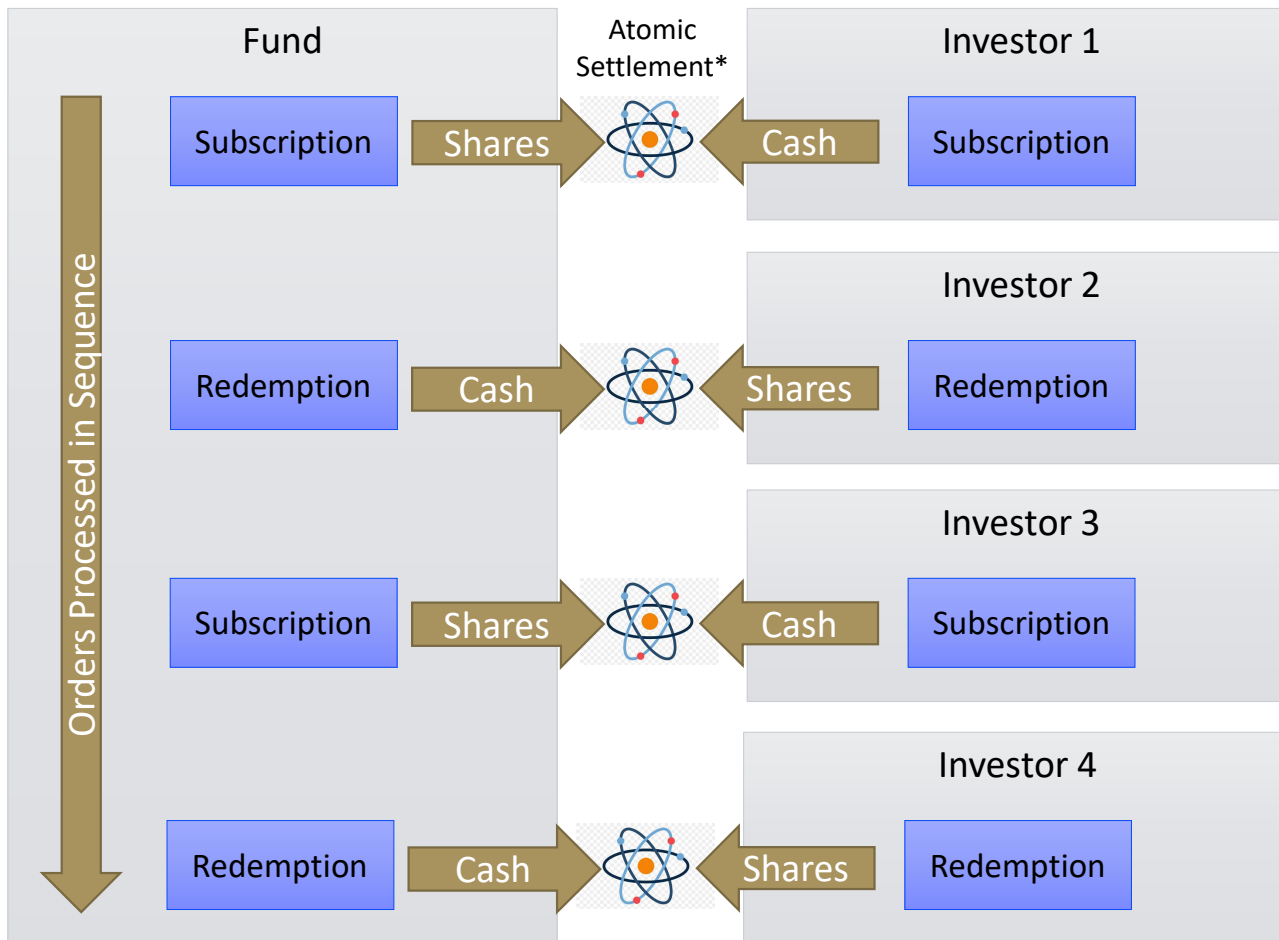 Fund
Atomic
Settlement*
Investor 1
Subscription
Shares
Cash
Subscription
Investor 2
Redemption
Cash
Shares
Redemption
Investor 3
Subscription
Shares
Cash
Subscription
Investor 4
Redemption
Cash
Shares
Redemption
Orders Processed in Sequence